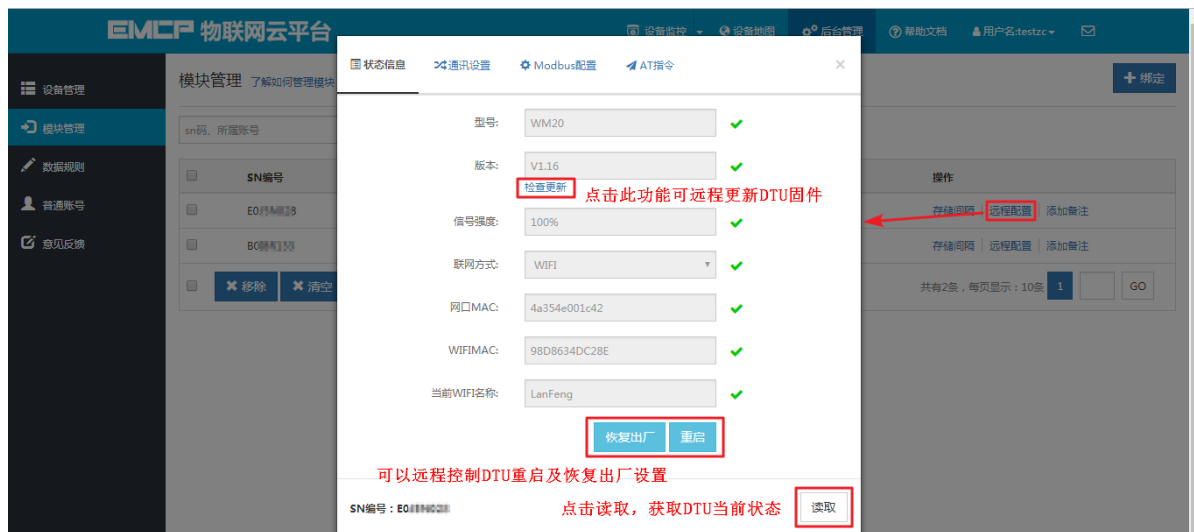 EMCP 物联网云平台
设备监控 设备地图 后台管理 帮助文档 用户名:testzc
状态信息 通讯设置 Modbus配置 AT指令 ×
设备管理
模块管理
数据规则
普通账号
意见反馈
模块管理 了解如何管理模块
绑定
sn码, 所属账号
SN编号 操作
存储间隔 远程配置 添加备注
存储间隔 远程配置 添加备注
移除 清空 共有2条，每页显示：10条 1 GO
型号: WM20
版本: V1.16
检查更新 点击此功能可远程更新DTU固件
信号强度: 100%
联网方式: WIFI
网口MAC: 4a354e001c42
WIFIMAC: 98D8634DC28E
当前WIFI名称: LanFeng
恢复出厂 重启
可以远程控制DTU重启及恢复出厂设置
SN编号： 点击读取，获取DTU当前状态 读取